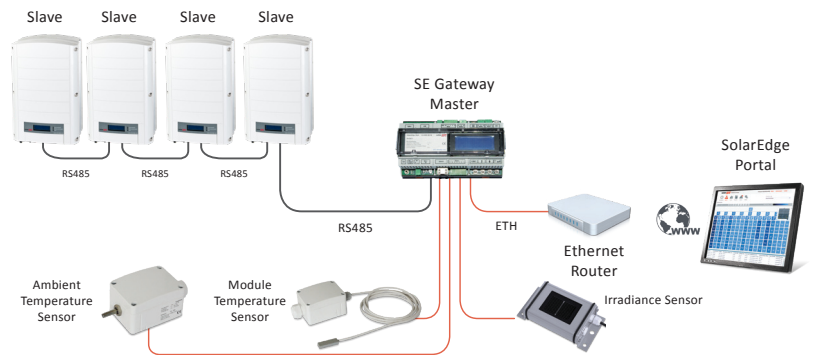 Slave
Slave
Slave
Slave
SE Gateway
Master
SolarEdge
Portal
RS485
RS485
RS485
RS485
ETH
www
Ethernet
Router
Ambient
Temperature
Sensor
Module
Temperature
Sensor
Irradiance Sensor